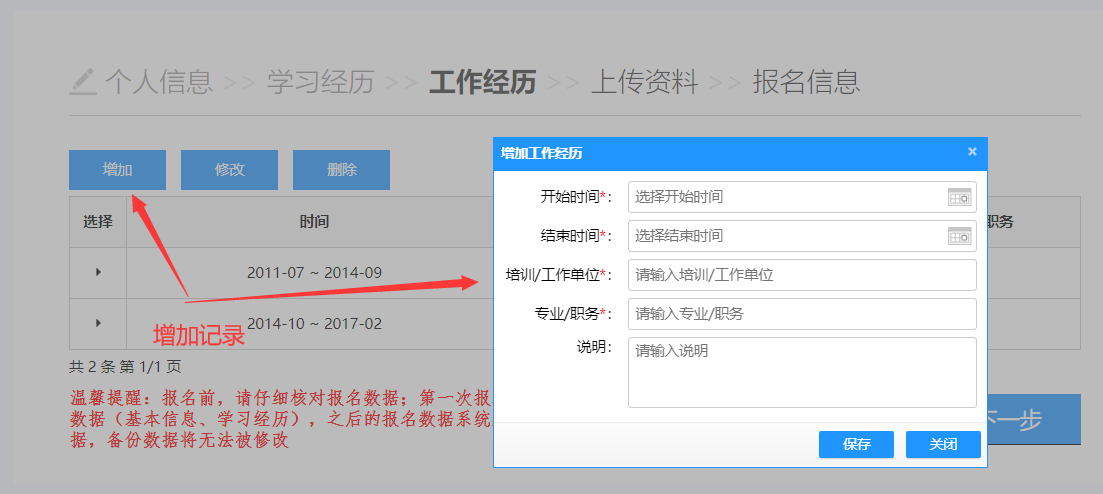 个人信息 >> 学习经历 >> 工作经历 >> 上传资料 >> 报名信息
增加 修改 删除
选择 时间 职务
2011-07 ~ 2014-09
2014-10 ~ 2017-02
增加记录
共 2 条 第 1/1 页
温馨提醒：报名前，请仔细核对报名数据；第一次报
数据（基本信息、学习经历），之后的报名数据系统
据，备份数据将无法被修改
增加工作经历 ×
开始时间*： 选择开始时间
结束时间*： 选择结束时间
培训/工作单位*： 请输入培训/工作单位
专业/职务*： 请输入专业/职务
说明： 请输入说明
保存 关闭
下一步